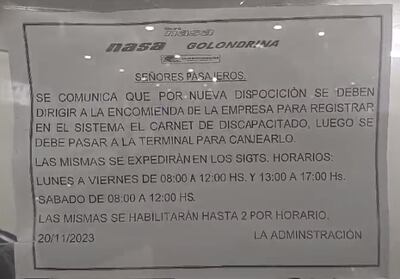 nasa
nasa GOLONDRINA
SEÑORES PASAJEROS:
SE COMUNICA QUE POR NUEVA DISPOCICIÓN SE DEBEN
DIRIGIR A LA ENCOMIENDA DE LA EMPRESA PARA REGISTRAR
EN EL SISTEMA EL CARNET DE DISCAPACITADO, LUEGO SE
DEBE PASAR A LA TERMINAL PARA CANJEARLO.
LAS MISMAS SE EXPEDIRÁN EN LOS SIGTS. HORARIOS:
LUNES A VIERNES DE 08:00 A 12:00 HS. Y 13:00 A 17:00 Hs.
SABADO DE 08:00 A 12:00 HS.
LAS MISMAS SE HABILITARÁN HASTA 2 POR HORARIO.
20/11/2023 LA ADMINSTRACIÓN